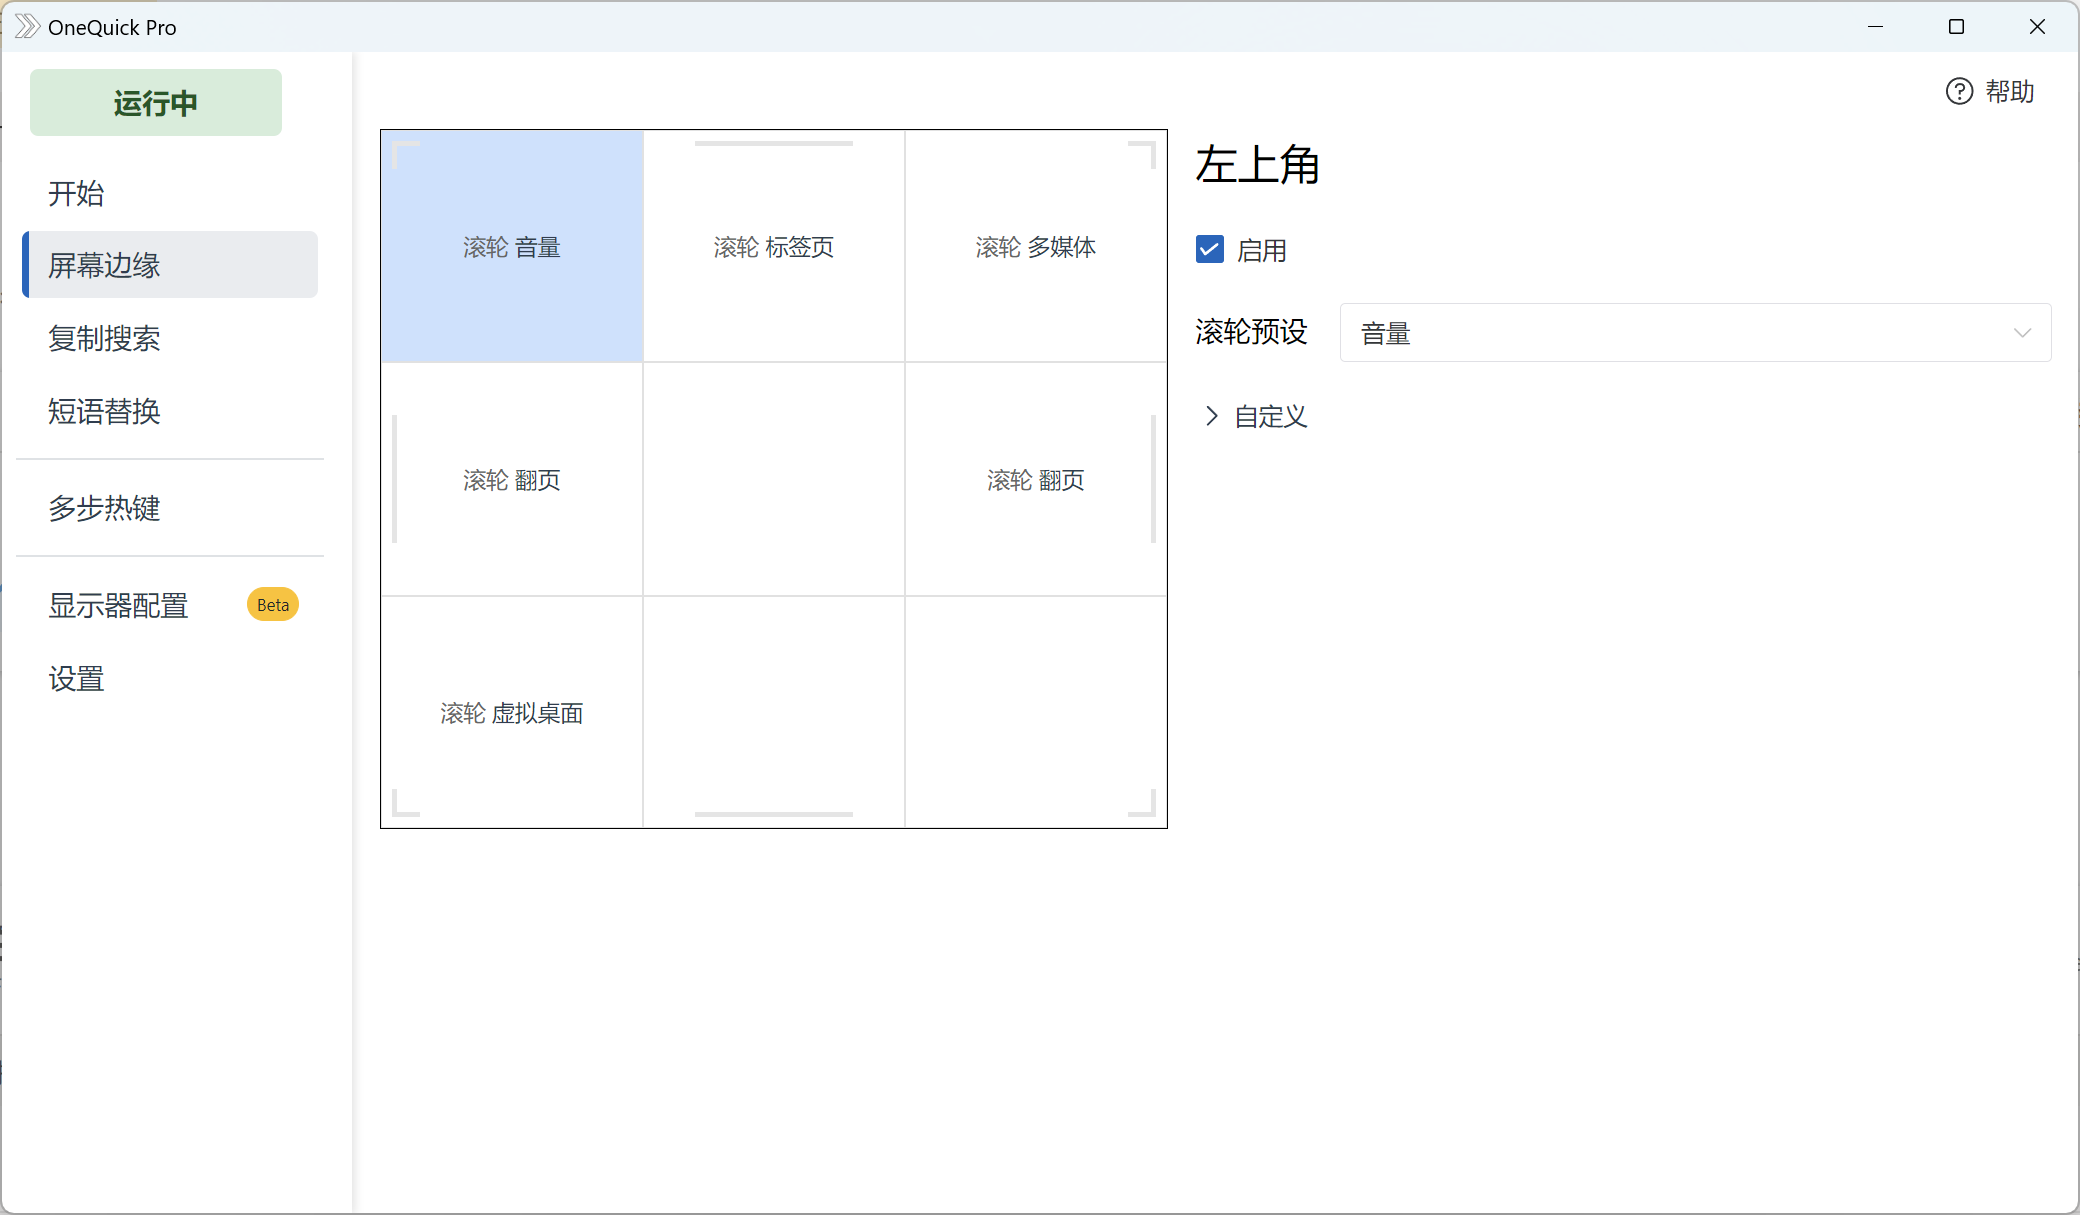 OneQuick Pro
运行中
开始
屏幕边缘
复制搜索
短语替换
多步热键
显示器配置 Beta
设置
帮助
滚轮 音量
滚轮 标签页
滚轮 多媒体
滚轮 翻页
滚轮 翻页
滚轮 虚拟桌面
左上角
启用
滚轮预设 音量
自定义